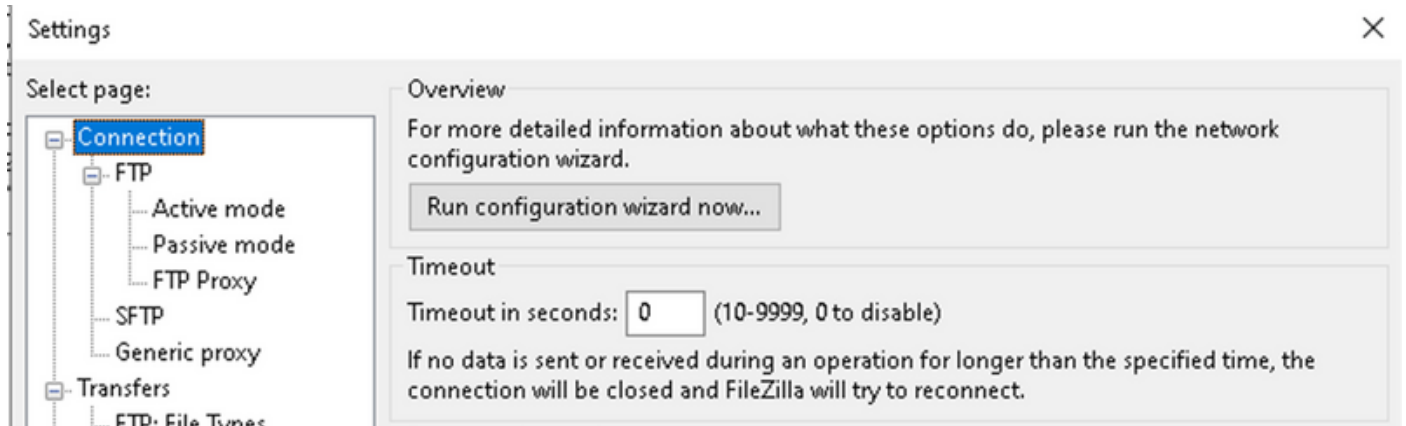 Settings
Select page:
Connection
FTP
Active mode
Passive mode
FTP Proxy
SFTP
Generic proxy
Transfers
FTP: File Types
Overview
For more detailed information about what these options do, please run the network
configuration wizard.
Run configuration wizard now...
Timeout
Timeout in seconds: 0 (10-9999, 0 to disable)
If no data is sent or received during an operation for longer than the specified time, the
connection will be closed and FileZilla will try to reconnect.